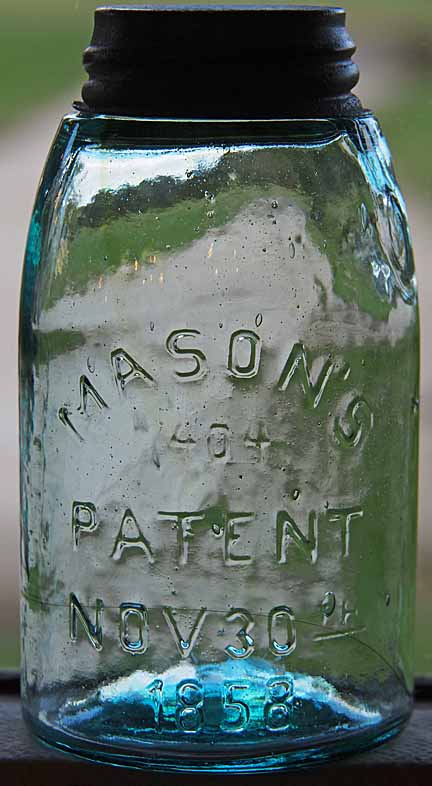 MASON'S
404
PATENT
NOV 30TH
1858